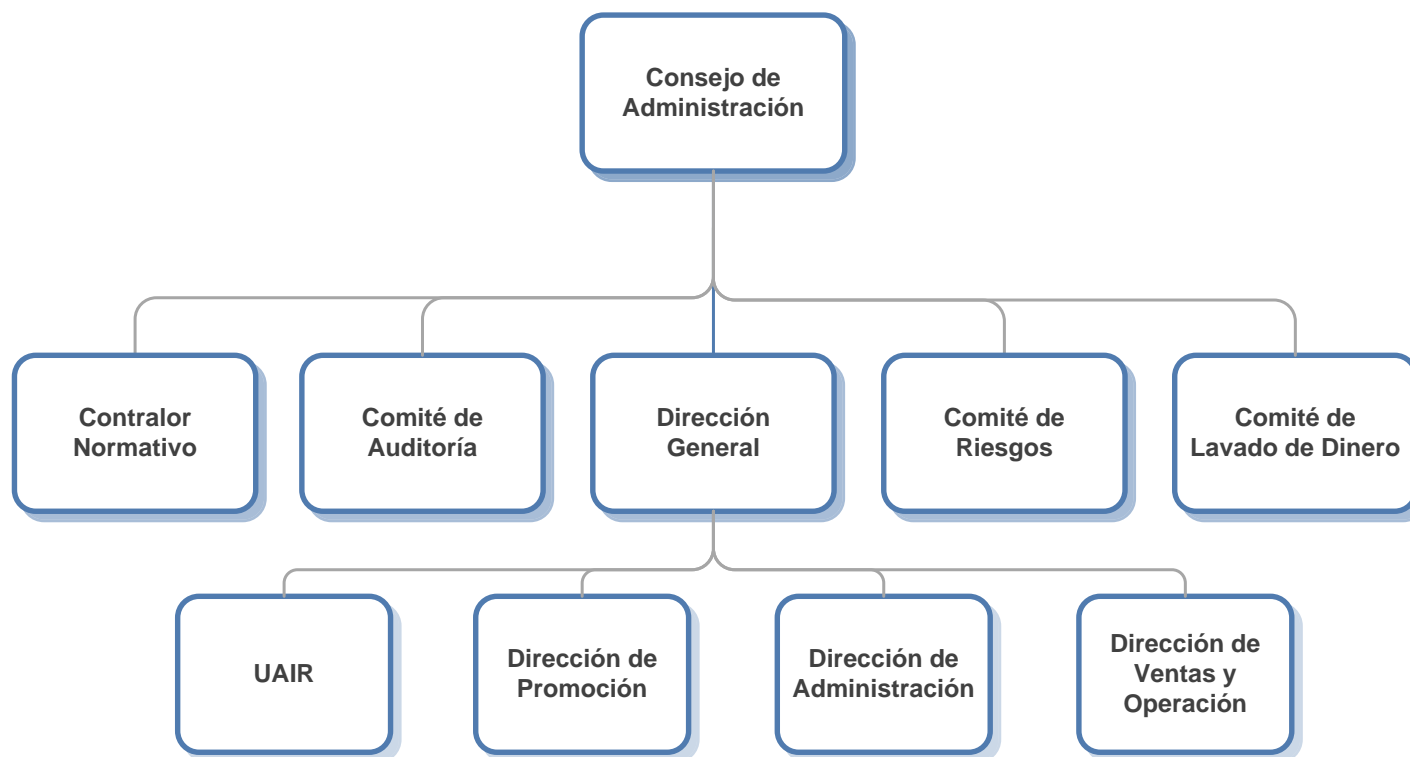 Consejo de
Administración
Contralor
Normativo
Comité de
Auditoría
Dirección
General
Comité de
Riesgos
Comité de
Lavado de Dinero
UAIR
Dirección de
Promoción
Dirección de
Administración
Dirección de
Ventas y
Operación